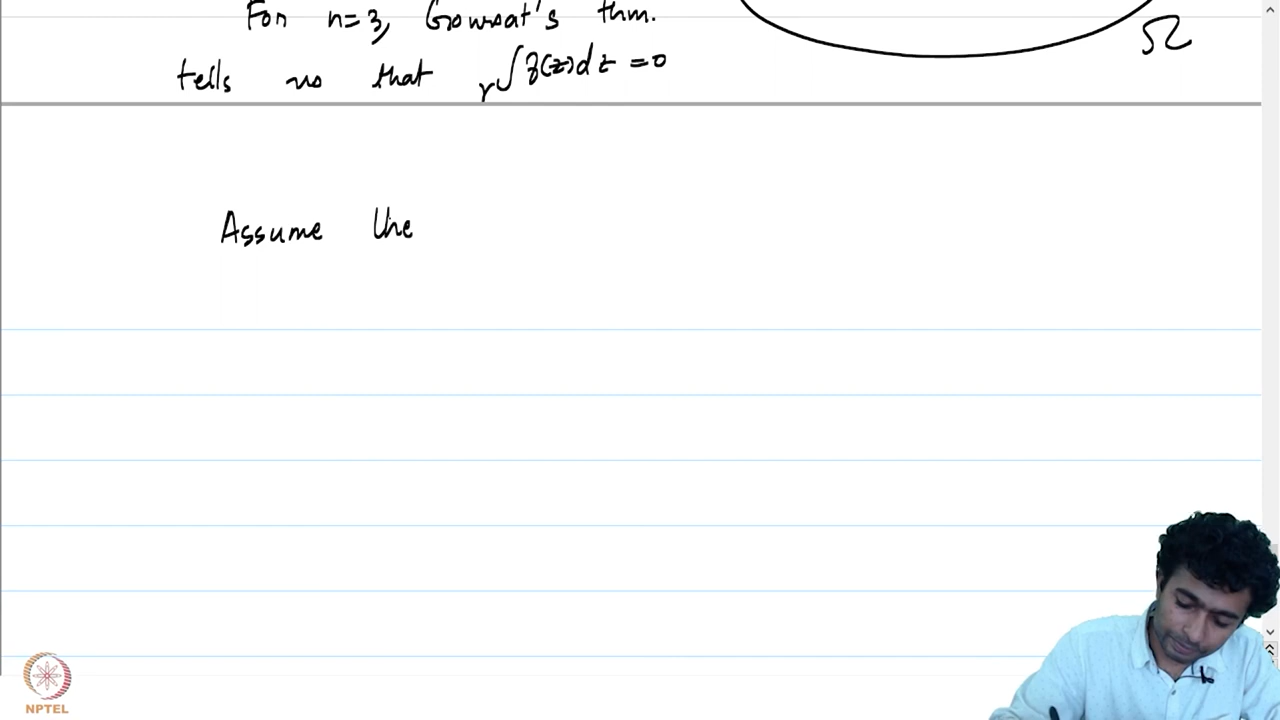 For n=3, Goursat's thm.
Ω
tells us that γ∫f(z)dz =0
Assume the
NPTEL